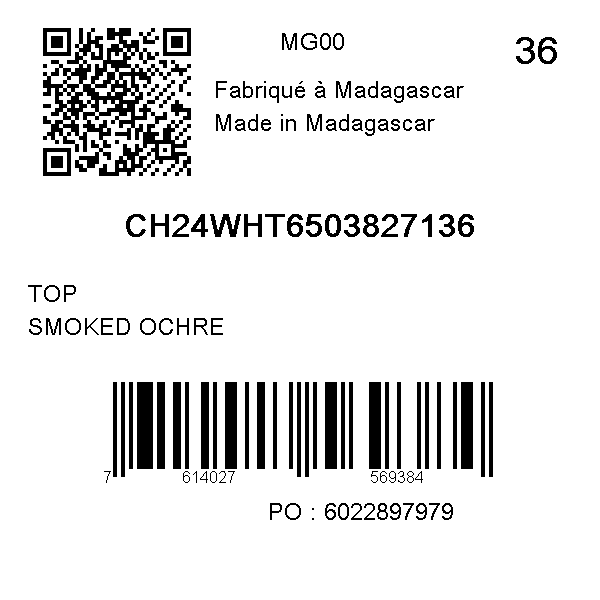 MG00
36
Fabriqué à Madagascar
Made in Madagascar
CH24WHT6503827136
TOP
SMOKED OCHRE
7 614027 569384
PO : 6022897979